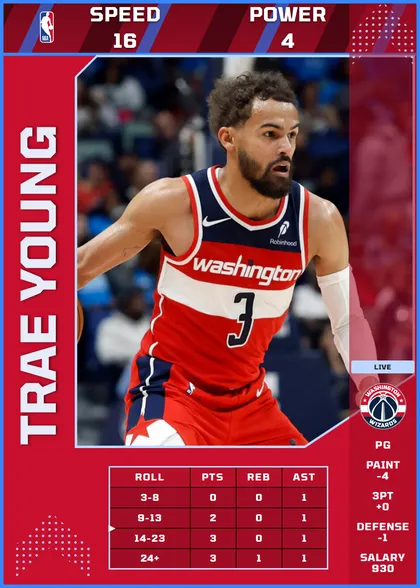 SPEED
16
POWER
4
NBA
TRAE YOUNG
Robinhood
washington
3
LIVE
WASHINGTON
WIZARDS
PG
PAINT
-4
3PT
+0
DEFENSE
-1
SALARY
930
ROLL PTS REB AST
3-8 0 0 1
9-13 2 0 1
14-23 3 0 1
24+ 3 1 1